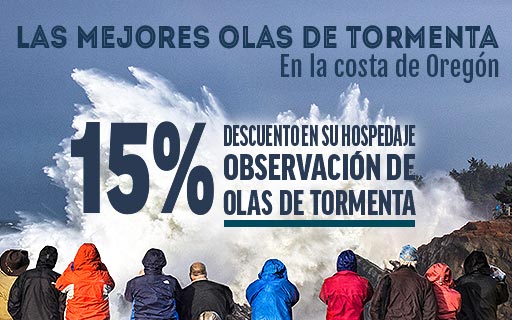 LAS MEJORES OLAS DE TORMENTA
En la costa de Oregón
15%
DESCUENTO EN SU HOSPEDAJE
OBSERVACIÓN DE
OLAS DE TORMENTA